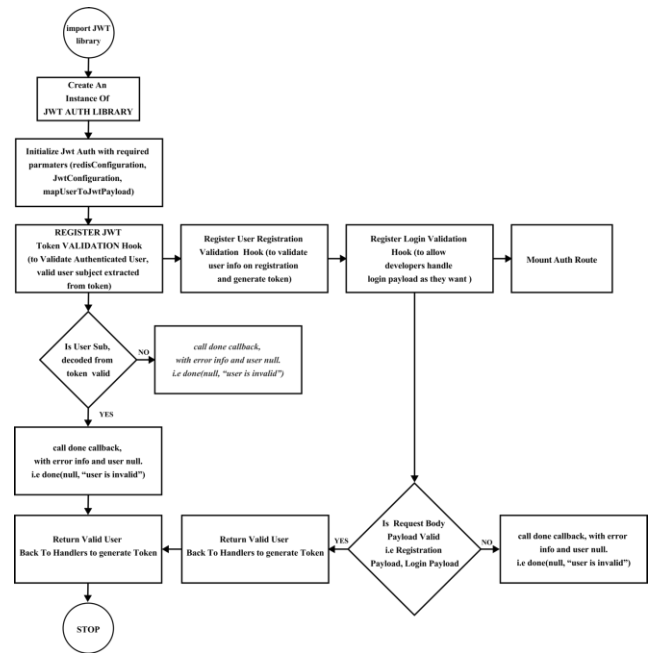 import JWT
library
Create An
Instance Of
JWT AUTH LIBRARY
Initialize Jwt Auth with required
parmaters (redisConfiguration,
JwtConfiguration,
mapUserToJwtPayload)
REGISTER JWT
Token VALIDATION Hook
(to Validate Authenticated User,
valid user subject extracted
from token)
Register User Registration
Validation Hook (to validate
user info on registration
and generate token)
Register Login Validation
Hook (to allow
developers handle
login payload as they want )
Mount Auth Route
Is User Sub,
decoded from
token valid
NO
call done callback,
with error info and user null.
i.e done(null, “user is invalid”)
YES
call done callback,
with error info and user null.
i.e done(null, “user is invalid”)
Return Valid User
Back To Handlers to generate Token
Return Valid User
Back To Handlers to generate Token
YES
Is Request Body
Payload Valid
i.e Registration
Payload, Login Payload
NO
call done callback, with error
info and user null.
i.e done(null, “user is invalid”)
STOP